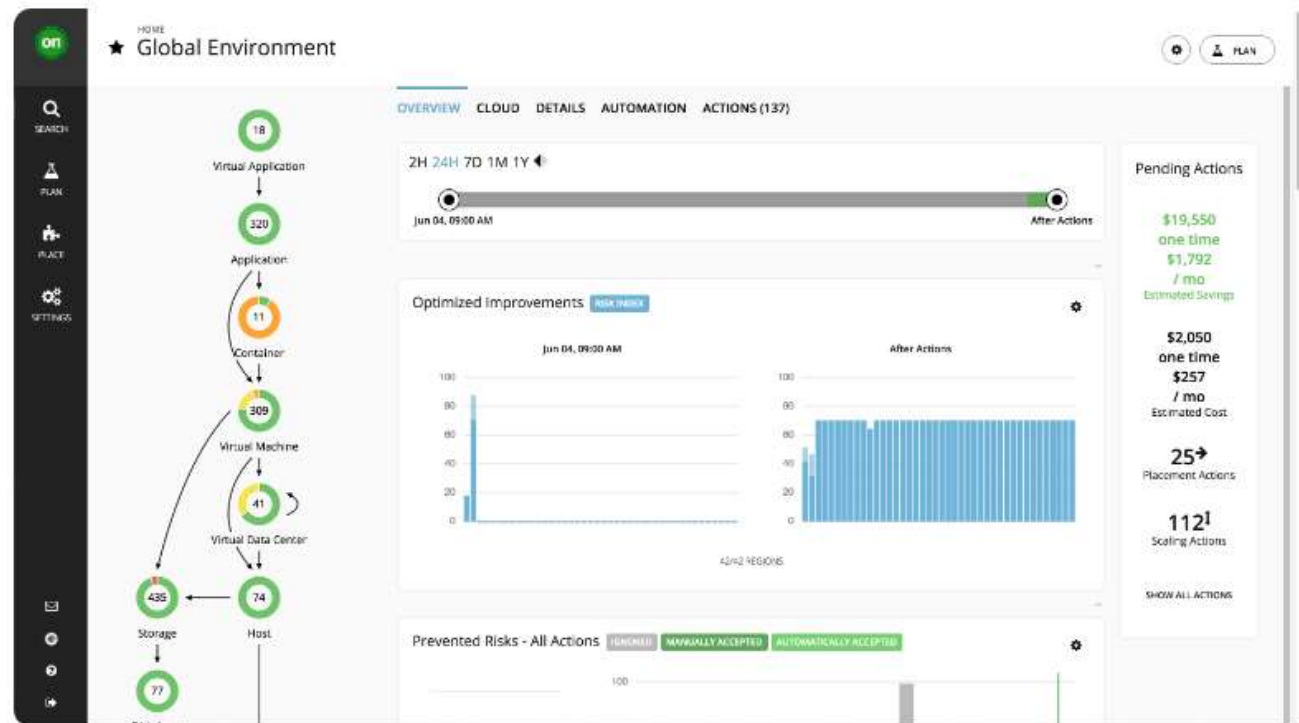 on
HOME
★ Global Environment
PLAN
SEARCH
PLAN
PLACE
SETTINGS
18
Virtual Application
320
Application
11
Container
309
Virtual Machine
41
Virtual Data Center
435
Storage
74
Host
77
OVERVIEW CLOUD DETAILS AUTOMATION ACTIONS (137)
2H 24H 7D 1M 1Y
Jun 04, 09:00 AM After Actions
Optimized Improvements RISK INDEX
Jun 04, 09:00 AM
100
80
60
40
20
0
After Actions
100
80
60
40
20
0
42/42 REGIONS
Prevented Risks - All Actions IGNORED MANUALLY ACCEPTED AUTOMATICALLY ACCEPTED
100
Pending Actions
$19,550
one time
$1,792
/ mo
Estimated Savings
$2,050
one time
$257
/ mo
Estimated Cost
25
Placement Actions
112
Scaling Actions
SHOW ALL ACTIONS